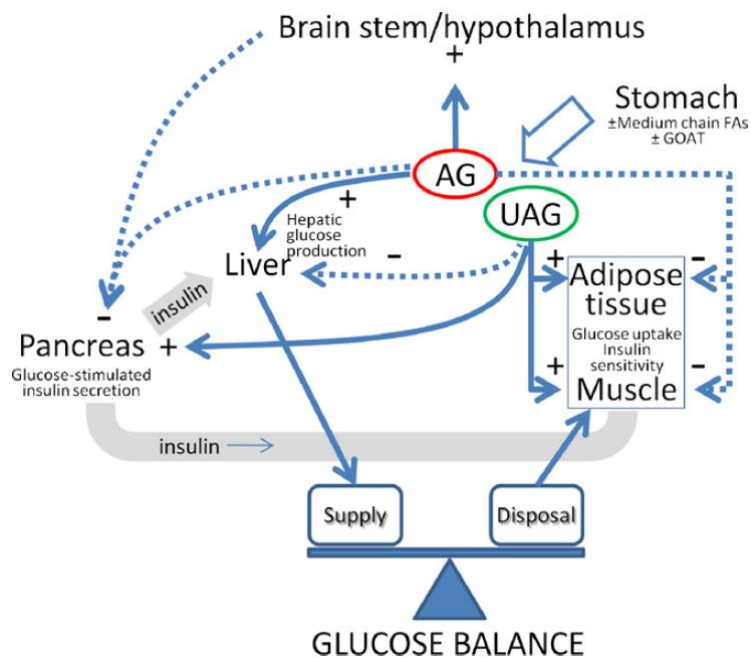 Brain stem/hypothalamus
+
Stomach
±Medium chain FAs
± GOAT
AG
UAG
+
Hepatic
glucose
production
Liver
−
+
−
Adipose
tissue
Glucose uptake
Insulin
sensitivity
Muscle
+
−
insulin
−
Pancreas +
Glucose-stimulated
insulin secretion
insulin →
Supply
Disposal
GLUCOSE BALANCE